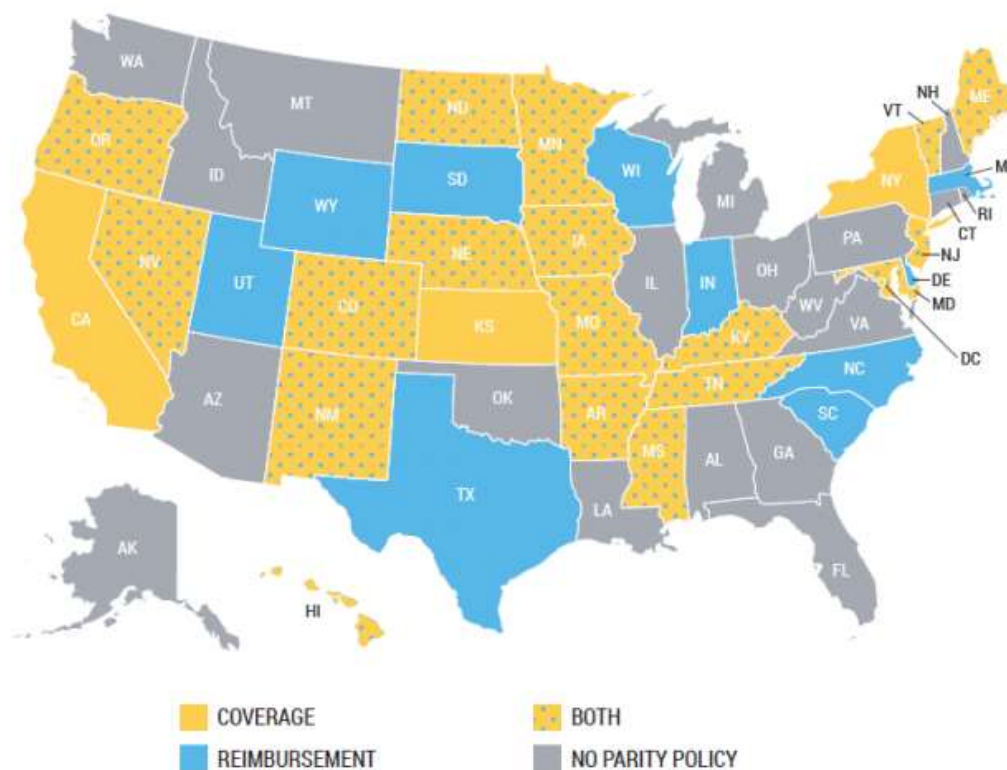 WA
MT
ND
MN
ME
NH
VT
OR
ID
SD
WI
NY
M
WY
MI
RI
CT
NE
IA
PA
NJ
NV
UT
IL
IN
OH
DE
CO
MD
CA
KS
MO
WV
VA
KY
DC
NC
TN
AZ
NM
OK
AR
SC
MS
AL
GA
TX
LA
AK
FL
HI
COVERAGE
BOTH
REIMBURSEMENT
NO PARITY POLICY